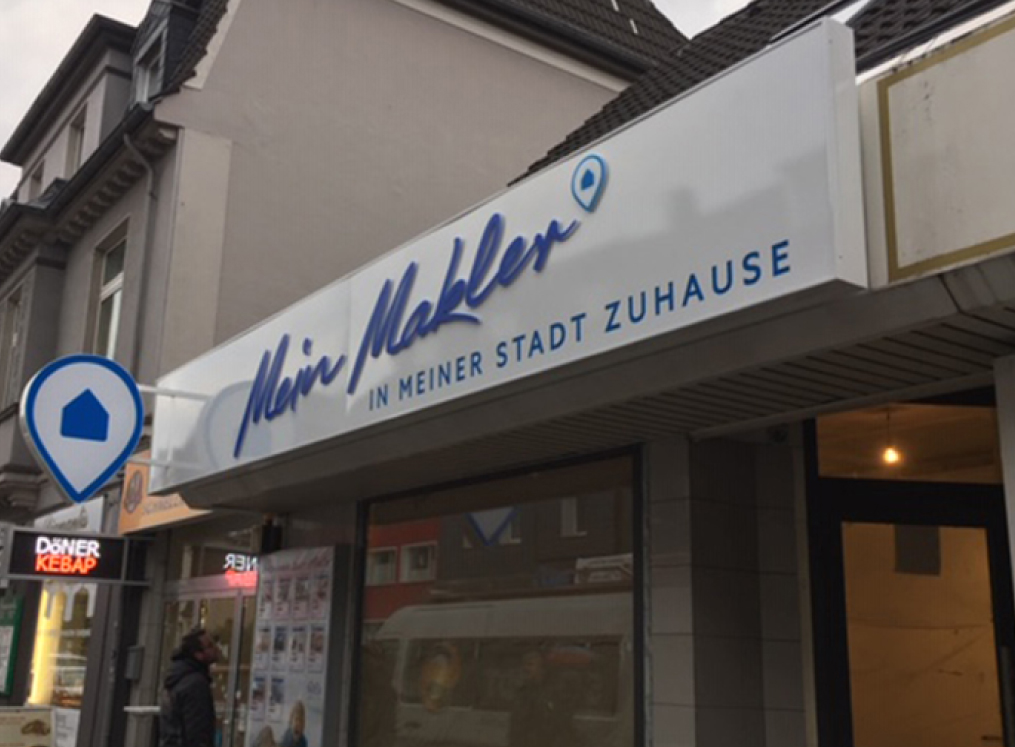 Mein Makler
IN MEINER STADT ZUHAUSE
DöNER
KEBAP